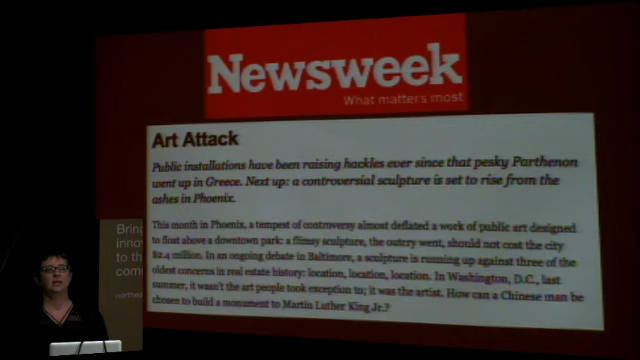 Newsweek
What matters most
Art Attack
Public installations have been raising hackles ever since that pesky Parthenon
went up in Greece. Next up: a controversial sculpture is set to rise from the
ashes in Phoenix.
This month in Phoenix, a tempest of controversy almost deflated a work of public art designed
to float above a downtown park: a flimsy sculpture, the outcry went, should not cost the city
$2.4 million. In an ongoing debate in Baltimore, a sculpture is running up against three of the
oldest concerns in real estate history: location, location, location. In Washington, D.C., last
summer, it wasn't the art people took exception to; it was the artist. How can a Chinese man be
chosen to build a monument to Martin Luther King Jr.?
Bring
inno
to th
com
northea